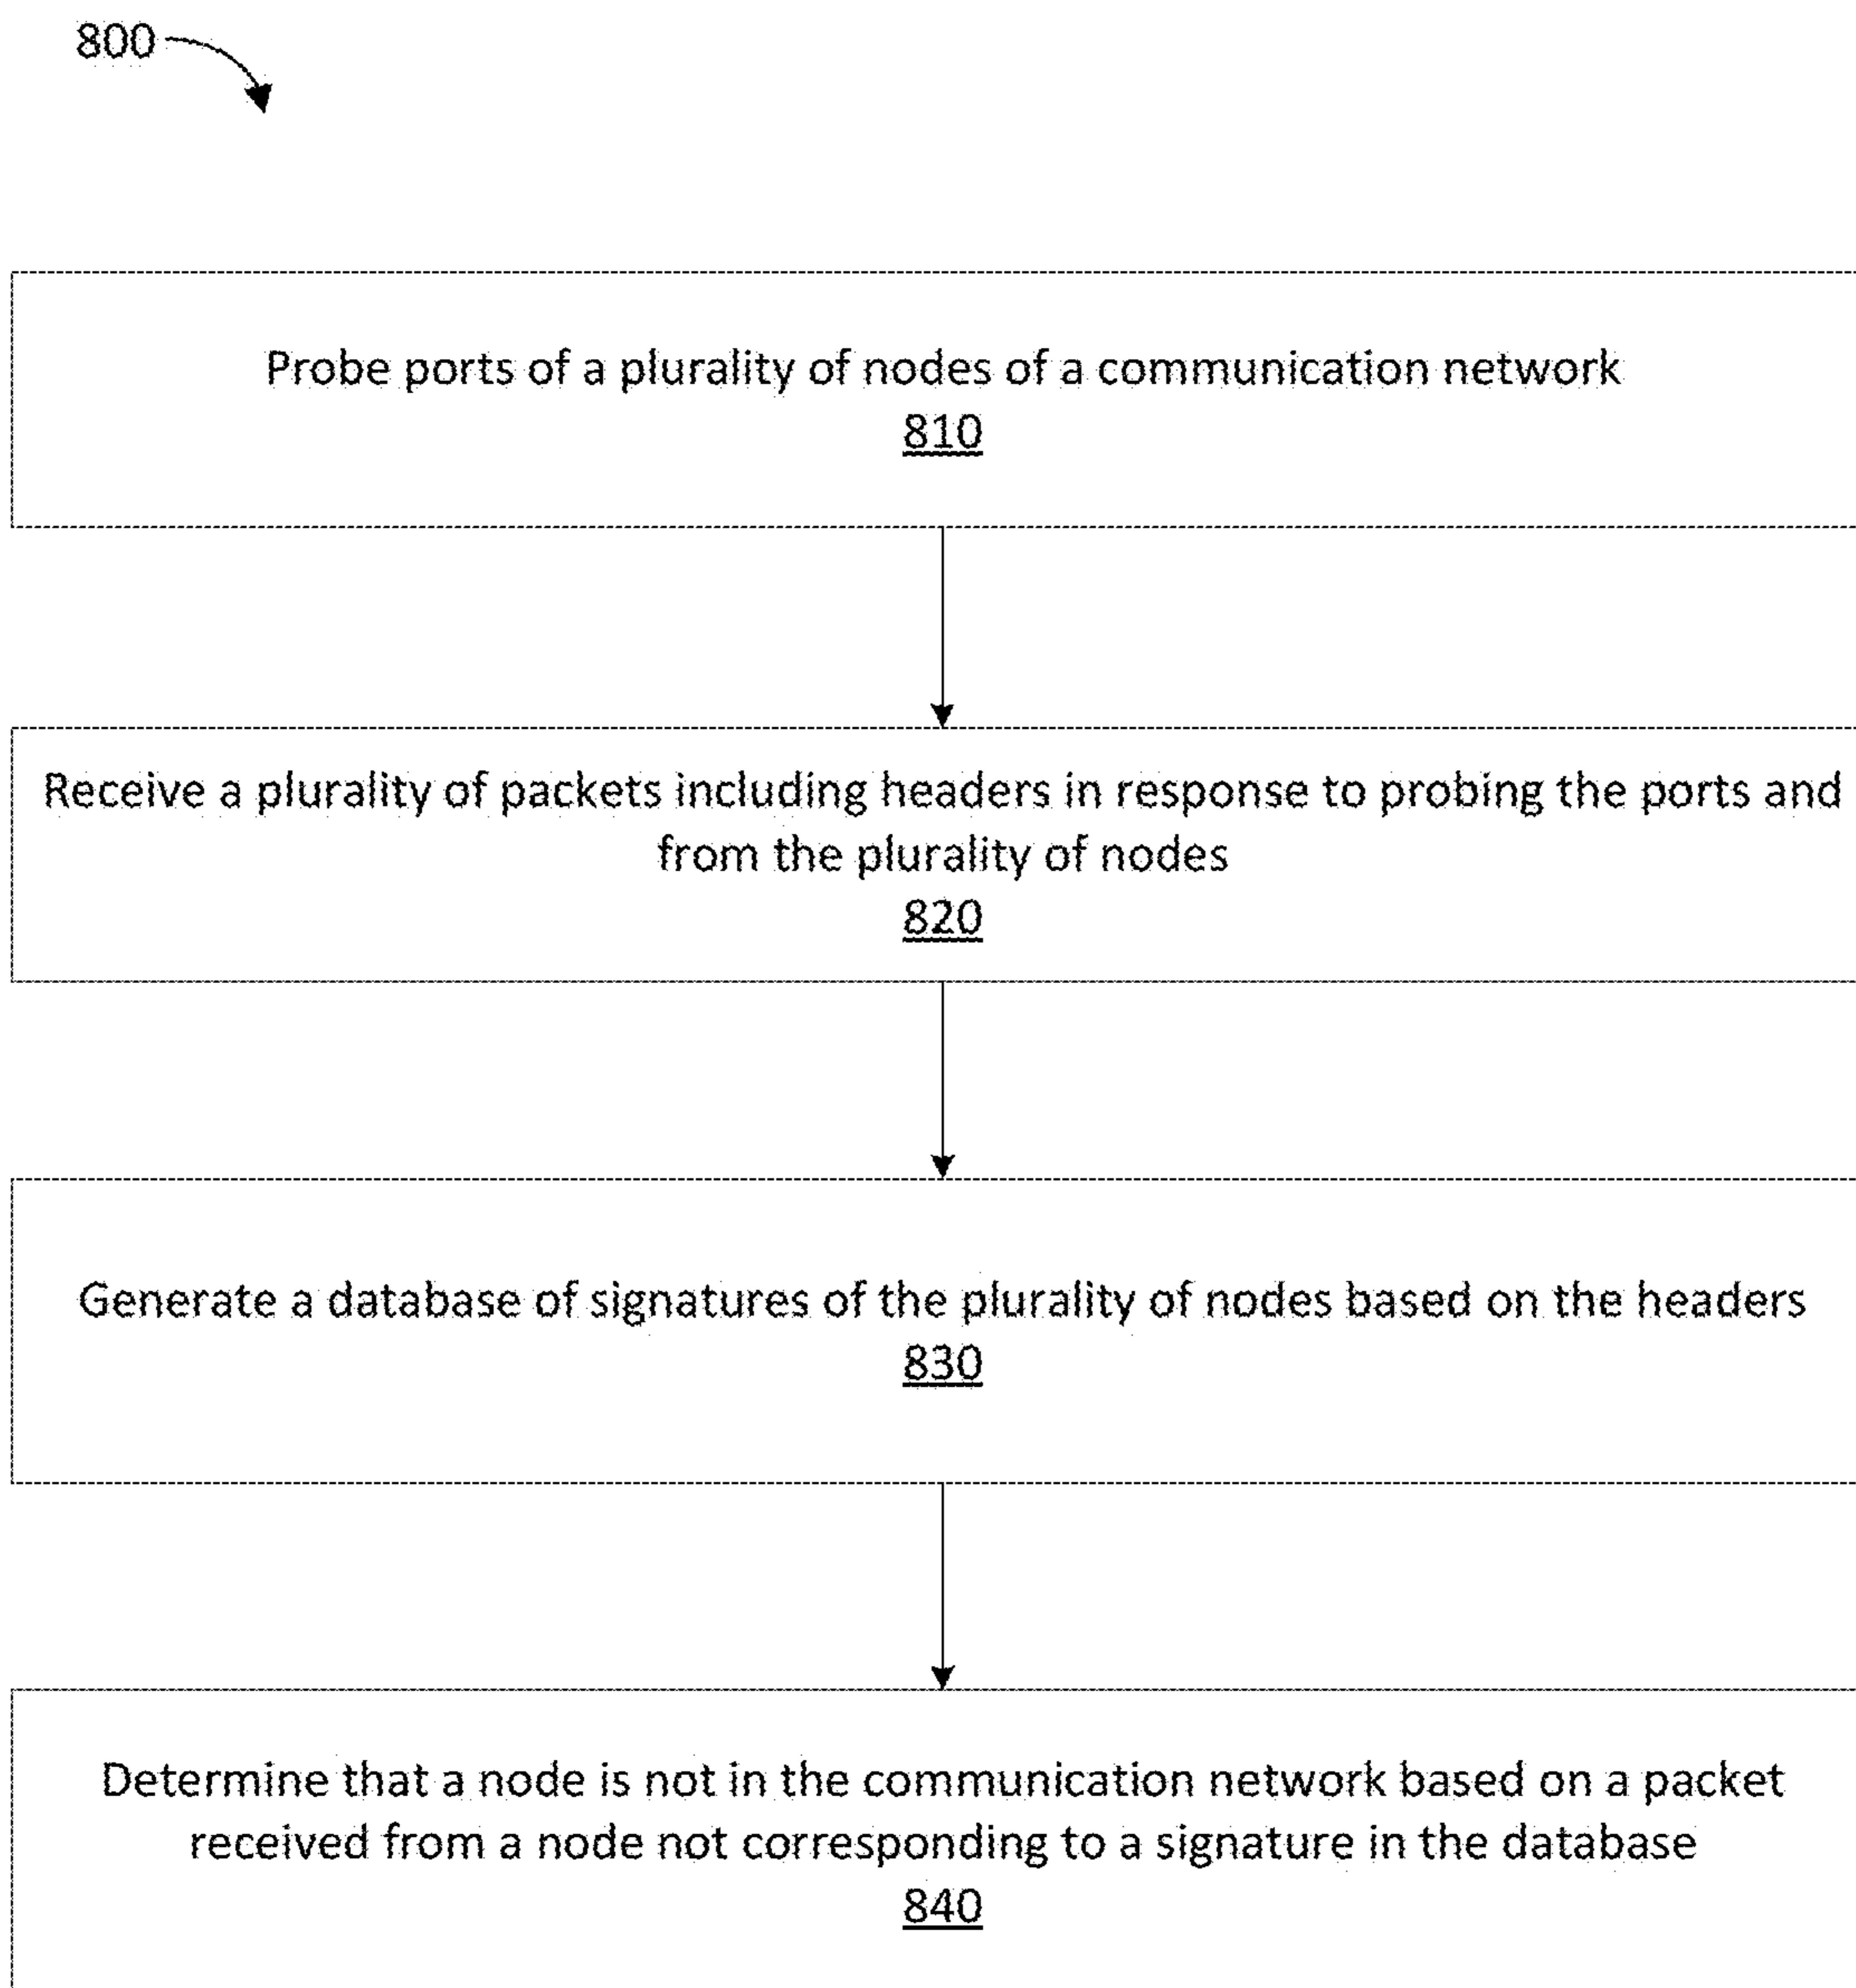 800
Probe ports of a plurality of nodes of a communication network
810
Receive a plurality of packets including headers in response to probing the ports and
from the plurality of nodes
820
Generate a database of signatures of the plurality of nodes based on the headers
830
Determine that a node is not in the communication network based on a packet
received from a node not corresponding to a signature in the database
840